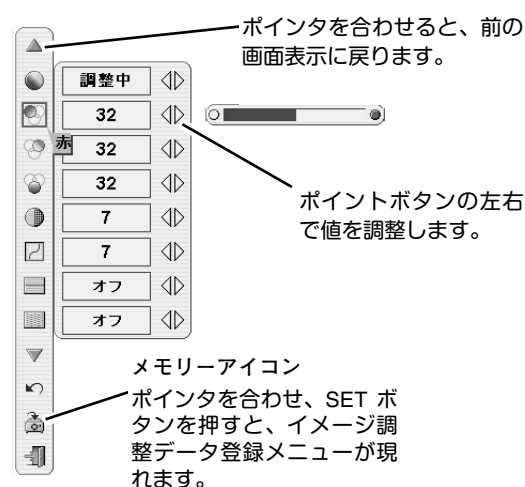 ポインタを合わせると、前の
画面表示に戻ります。
調整中
32
赤
32
32
7
7
オフ
オフ
ポイントボタンの左右
で値を調整します。
メモリーアイコン
ポインタを合わせ、SET ボ
タンを押すと、イメージ調
整データ登録メニューが現
れます。